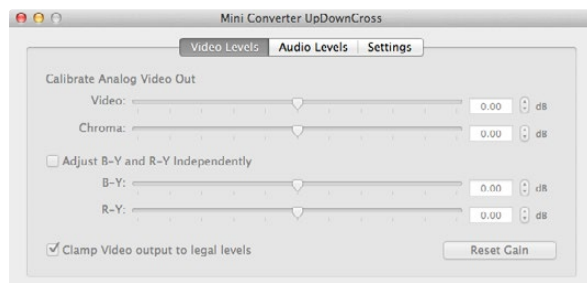 Mini Converter UpDownCross
Video Levels Audio Levels Settings
Calibrate Analog Video Out
Video: 0.00 dB
Chroma: 0.00 dB
Adjust B-Y and R-Y Independently
B-Y: 0.00 dB
R-Y: 0.00 dB
Clamp Video output to legal levels Reset Gain